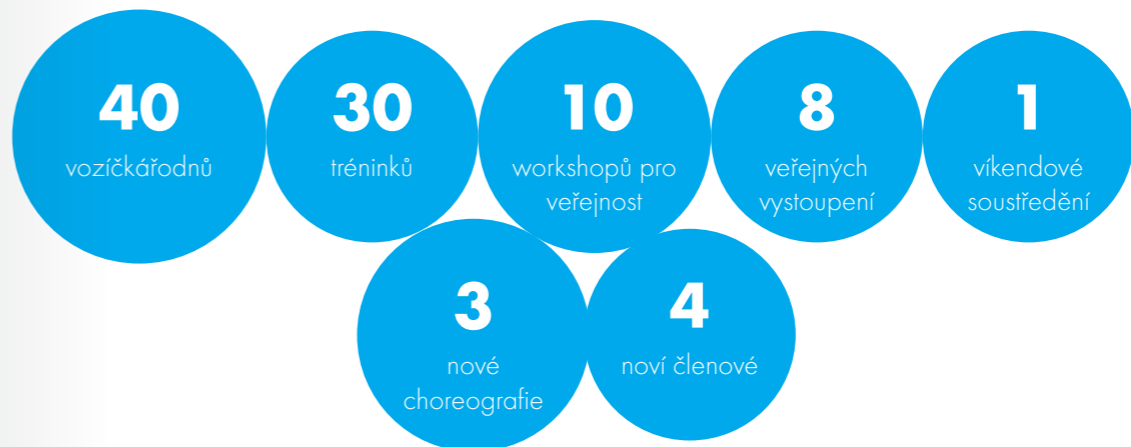 40
vozíčkářodnů
30
tréninků
10
workshopů pro
veřejnost
8
veřejných
vystoupení
1
víkendové
soustředění
3
nové
choreografie
4
noví členové